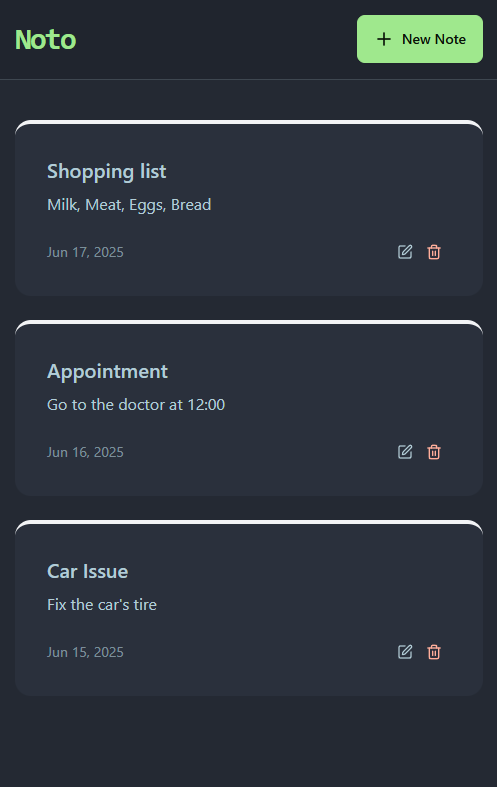 Noto
New Note
Shopping list
Milk, Meat, Eggs, Bread
Jun 17, 2025
Appointment
Go to the doctor at 12:00
Jun 16, 2025
Car Issue
Fix the car's tire
Jun 15, 2025